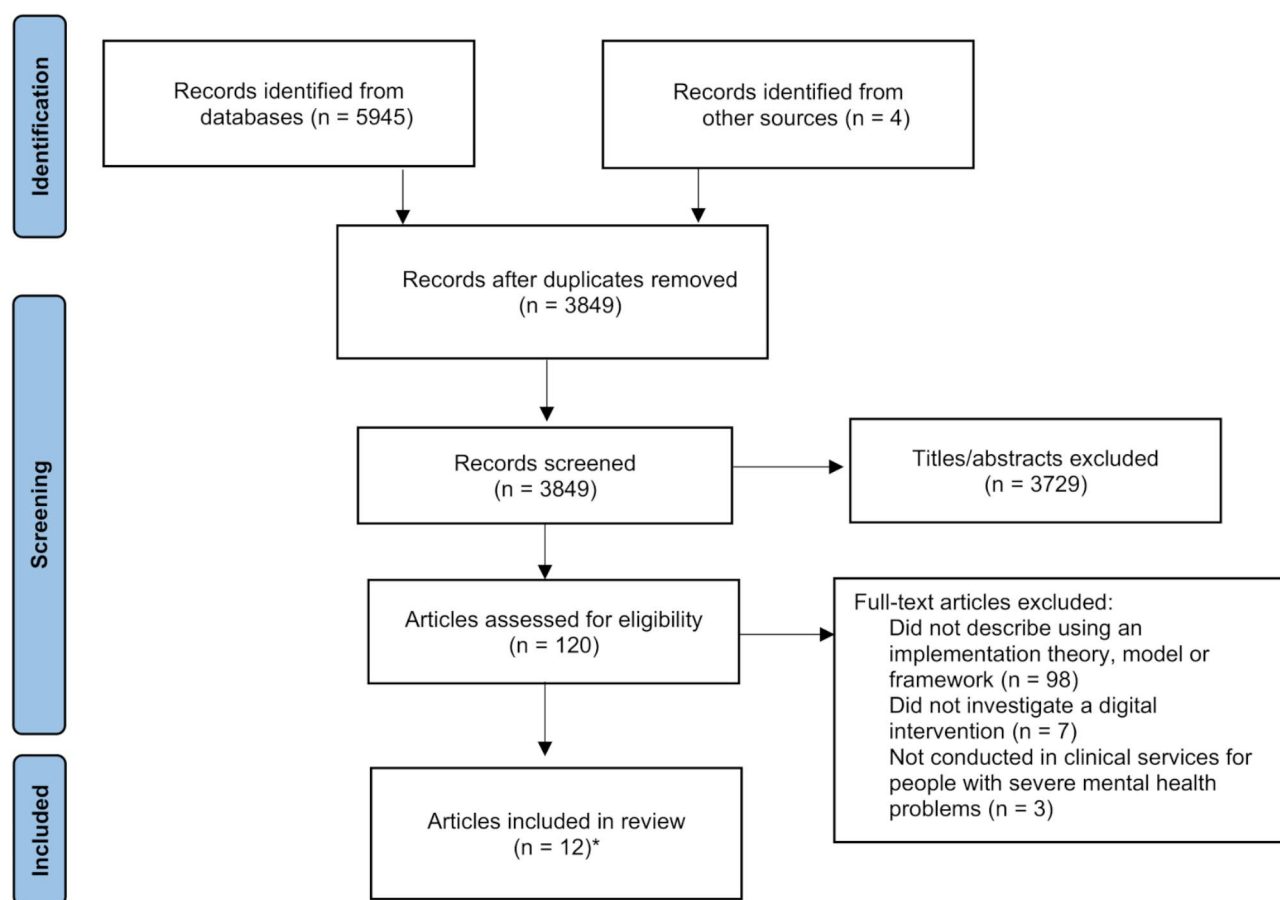 Identification
Records identified from
databases (n = 5945)
Records identified from
other sources (n = 4)
Records after duplicates removed
(n = 3849)
Screening
Records screened
(n = 3849)
Titles/abstracts excluded
(n = 3729)
Articles assessed for eligibility
(n = 120)
Full-text articles excluded:
Did not describe using an
implementation theory, model or
framework (n = 98)
Did not investigate a digital
intervention (n = 7)
Not conducted in clinical services for
people with severe mental health
problems (n = 3)
Included
Articles included in review
(n = 12)*